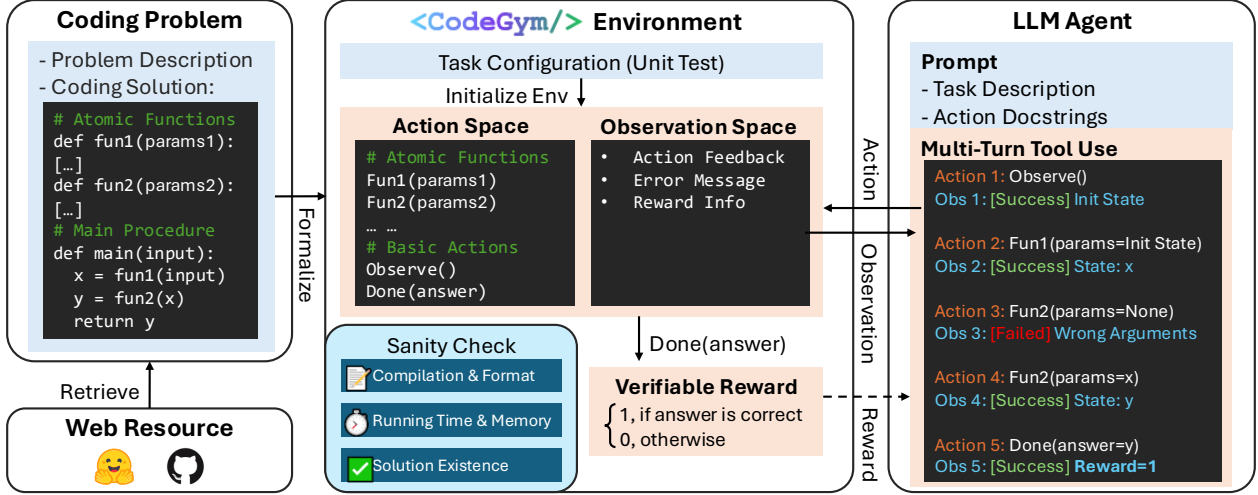 Coding Problem
- Problem Description
- Coding Solution:
# Atomic Functions
def fun1(params1):
[…]
def fun2(params2):
[…]
# Main Procedure
def main(input):
x = fun1(input)
y = fun2(x)
return y
Retrieve
Web Resource
Formalize
<CodeGym/> Environment
Task Configuration (Unit Test)
Initialize Env
Action Space
# Atomic Functions
Fun1(params1)
Fun2(params2)
… …
# Basic Actions
Observe()
Done(answer)
Observation Space
• Action Feedback
• Error Message
• Reward Info
Sanity Check
Compilation & Format
Running Time & Memory
Solution Existence
Done(answer)
Verifiable Reward
1, if answer is correct
0, otherwise
Action
Observation
Reward
LLM Agent
Prompt
- Task Description
- Action Docstrings
Multi-Turn Tool Use
Action 1: Observe()
Obs 1: [Success] Init State
Action 2: Fun1(params=Init State)
Obs 2: [Success] State: x
Action 3: Fun2(params=None)
Obs 3: [Failed] Wrong Arguments
Action 4: Fun2(params=x)
Obs 4: [Success] State: y
Action 5: Done(answer=y)
Obs 5: [Success] Reward=1